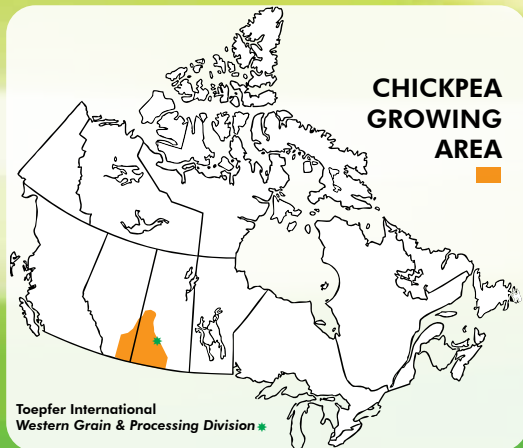 CHICKPEA
GROWING
AREA
Toepfer International
Western Grain & Processing Division